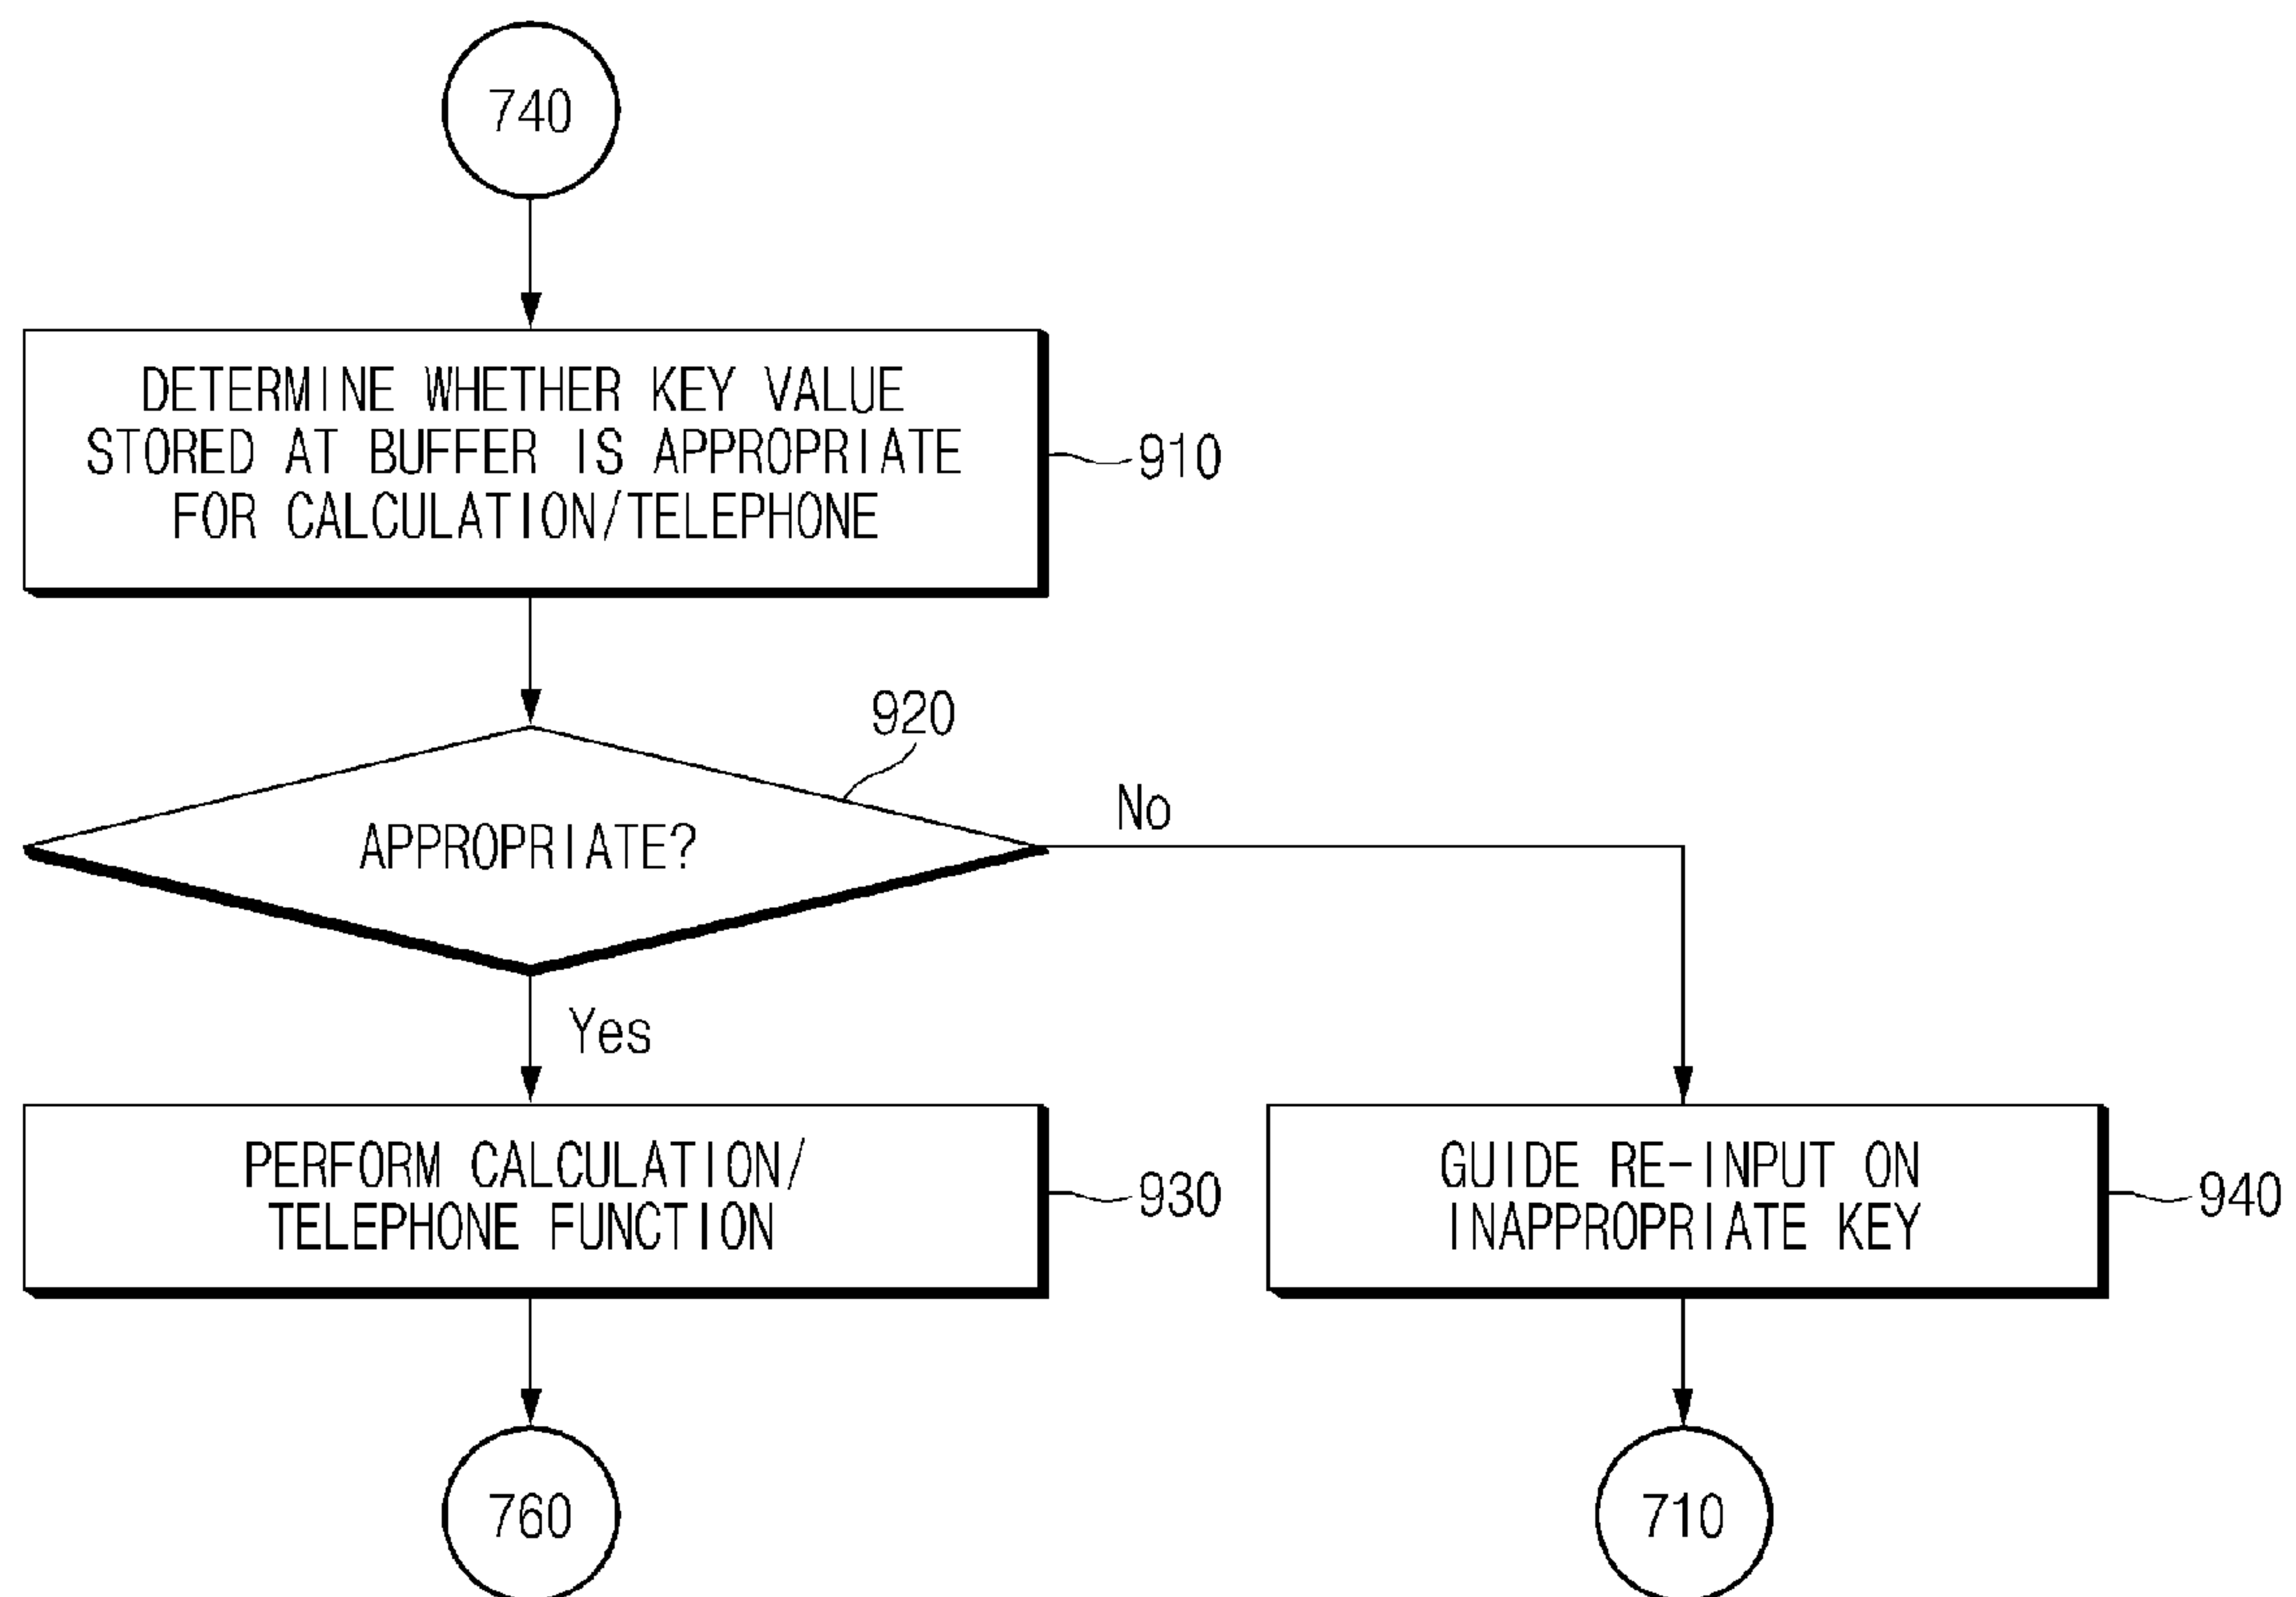 740
DETERMINE WHETHER KEY VALUE
STORED AT BUFFER IS APPROPRIATE
FOR CALCULATION/TELEPHONE
910
920
APPROPRIATE?
No
Yes
PERFORM CALCULATION/
TELEPHONE FUNCTION
930
GUIDE RE-INPUT ON
INAPPROPRIATE KEY
940
760
710